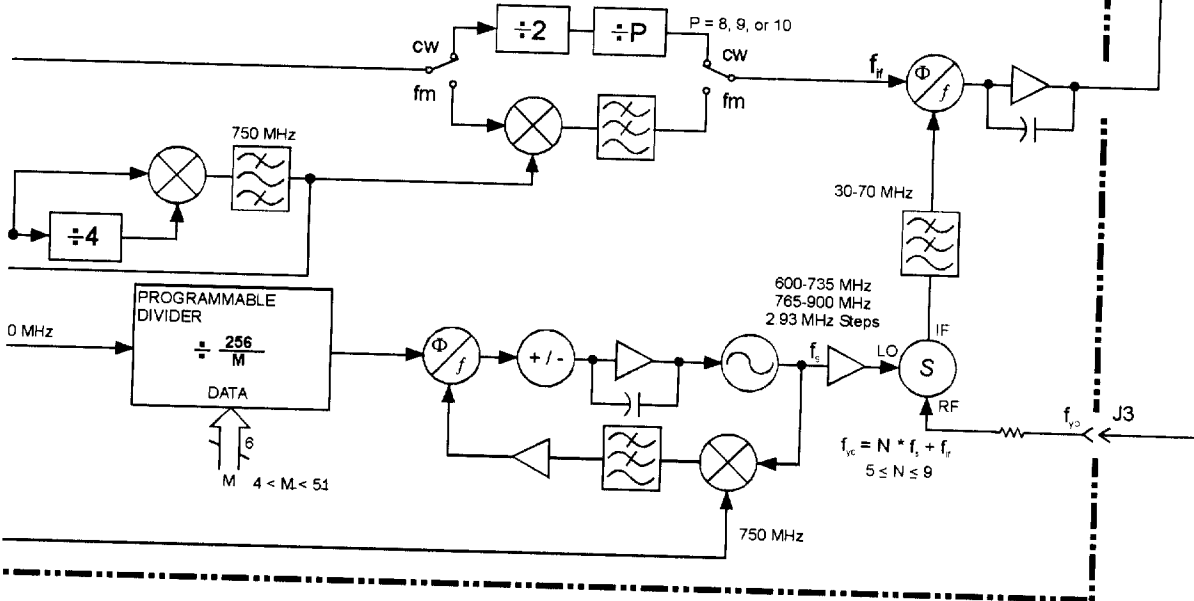 ÷2
÷P
P = 8, 9, or 10
cw
cw
fm
fm
f_if
Φ
f
750 MHz
÷4
30-70 MHz
PROGRAMMABLE
DIVIDER
÷ 256
M
DATA
0 MHz
6
M 4 < M < 51
Φ
f
+ / -
600-735 MHz
765-900 MHz
2.93 MHz Steps
f_s
LO
IF
S
RF
J3
f_yo = N * f_s + f_if
5 ≤ N ≤ 9
750 MHz